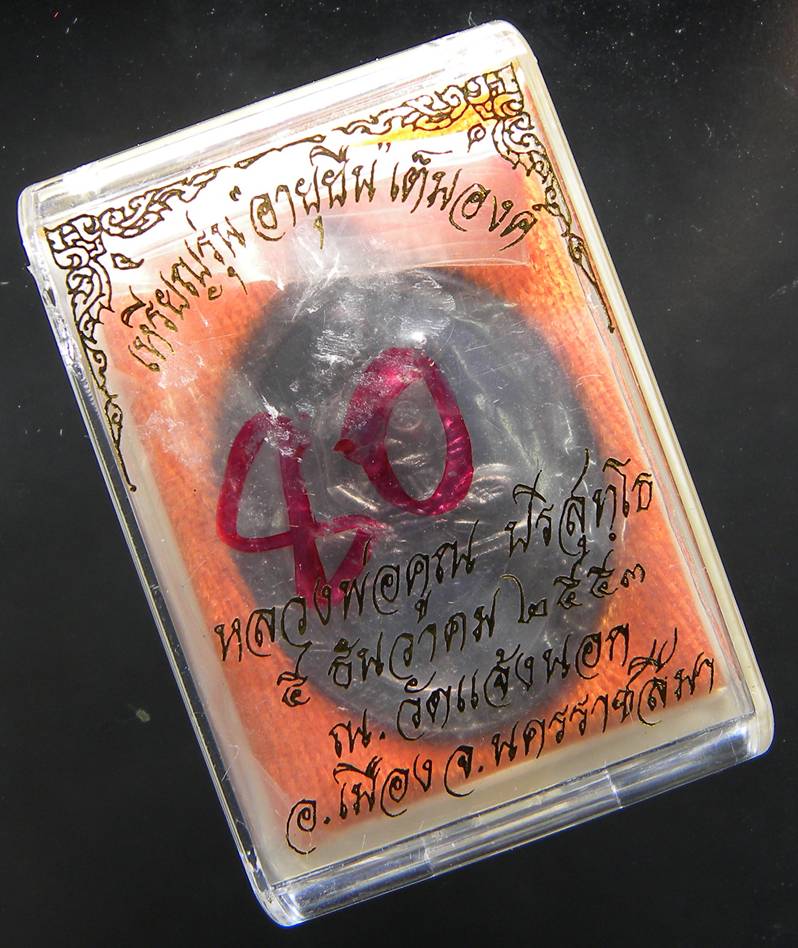 เหรียญรุ่น "อายุยืน" เต็มองค์
40
หลวงพ่อคูณ ปริสุทฺโธ
๕ ธันวาคม ๒๕๕๓
ณ. วัดแจ้งนอก
อ.เมือง จ.นครราชสีมา